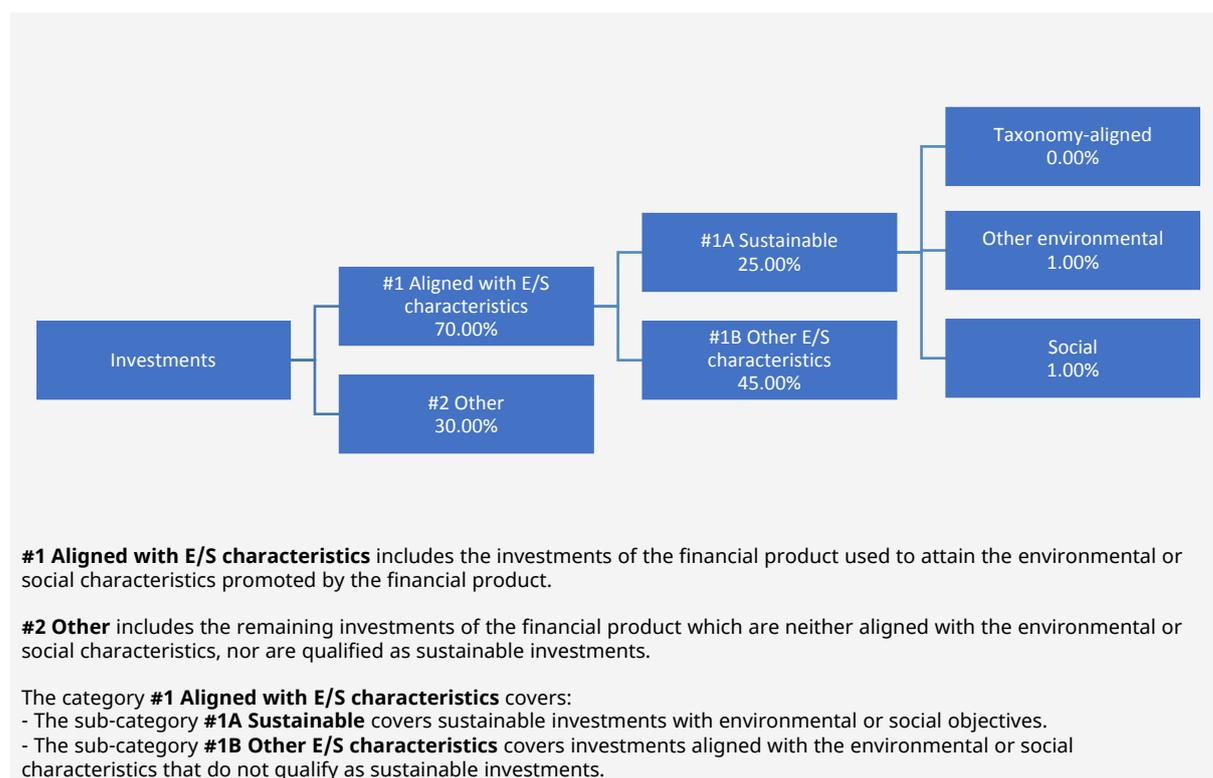 Taxonomy-aligned
0.00%
#1A Sustainable
25.00%
Other environmental
1.00%
#1 Aligned with E/S
characteristics
70.00%
Investments
#1B Other E/S
characteristics
45.00%
Social
1.00%
#2 Other
30.00%
#1 Aligned with E/S characteristics includes the investments of the financial product used to attain the environmental or
social characteristics promoted by the financial product.
#2 Other includes the remaining investments of the financial product which are neither aligned with the environmental or
social characteristics, nor are qualified as sustainable investments.
The category #1 Aligned with E/S characteristics covers:
- The sub-category #1A Sustainable covers sustainable investments with environmental or social objectives.
- The sub-category #1B Other E/S characteristics covers investments aligned with the environmental or social
characteristics that do not qualify as sustainable investments.